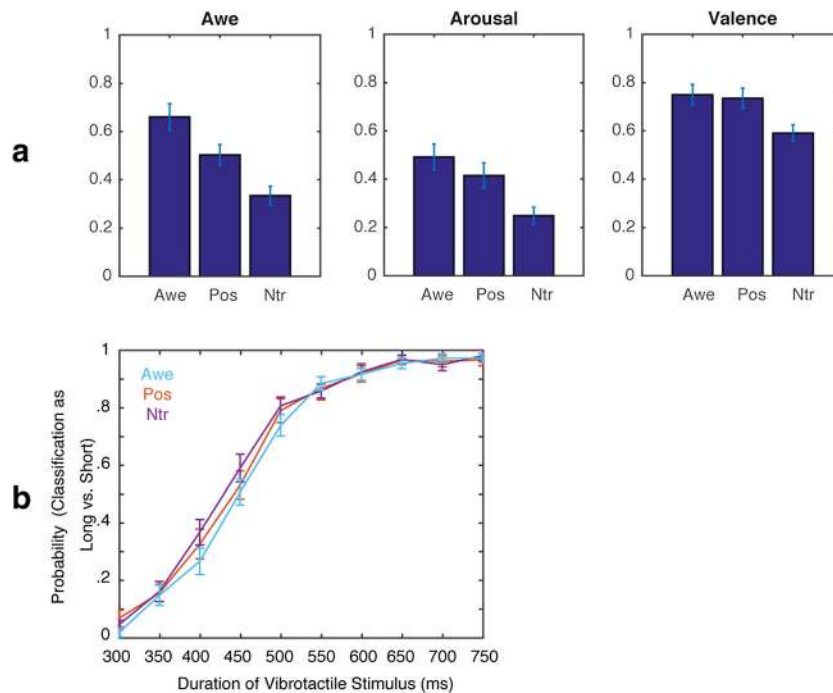 Awe
Arousal
Valence
a
1
0.8
0.6
0.4
0.2
0
Awe Pos Ntr
1
0.8
0.6
0.4
0.2
0
Awe Pos Ntr
1
0.8
0.6
0.4
0.2
0
Awe Pos Ntr
b
Probability (Classification as
Long vs. Short)
1
.8
.6
.4
.2
0
Awe
Pos
Ntr
300 350 400 450 500 550 600 650 700 750
Duration of Vibrotactile Stimulus (ms)